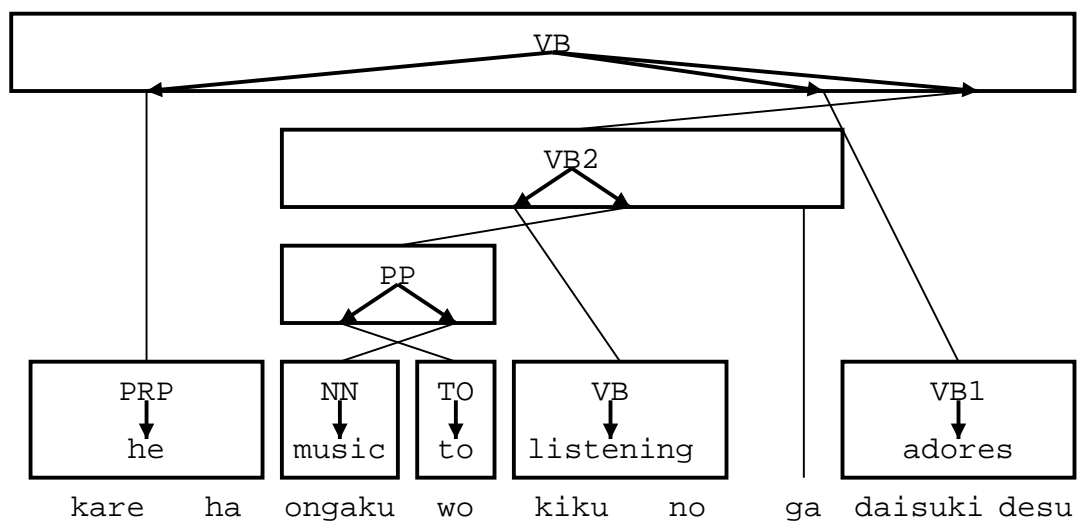 VB
VB2
PP
PRP NN TO VB VB1
he music to listening adores
kare ha ongaku wo kiku no ga daisuki desu